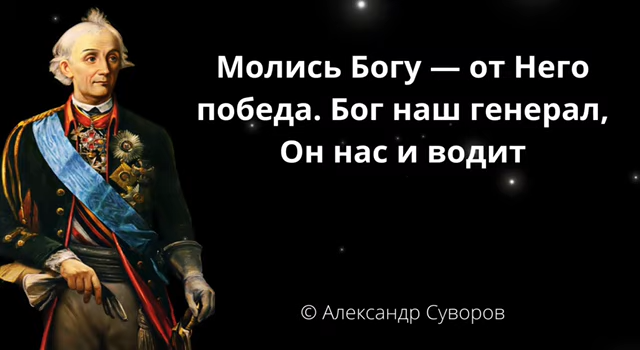 Молись Богу — от Него
победа. Бог наш генерал,
Он нас и водит
© Александр Суворов